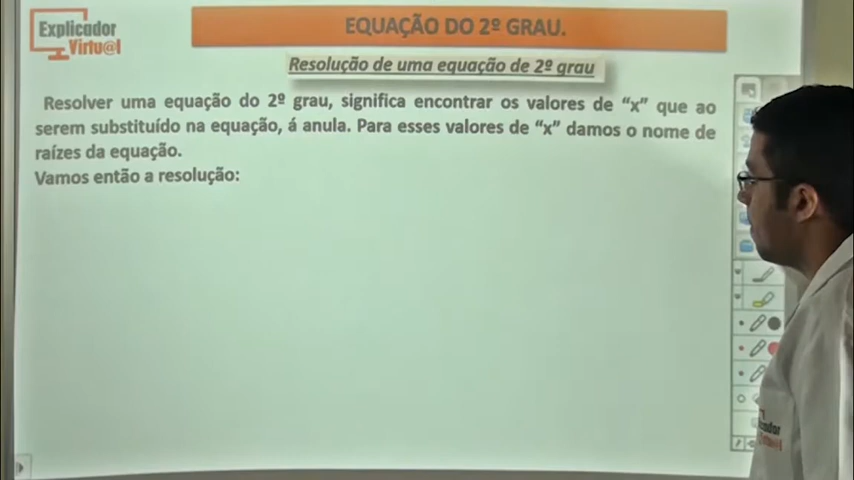 Explicador
Virtu@l
EQUAÇÃO DO 2º GRAU.
Resolução de uma equação de 2º grau
Resolver uma equação do 2º grau, significa encontrar os valores de “x” que ao
serem substituído na equação, á anula. Para esses valores de “x” damos o nome de
raízes da equação.
Vamos então a resolução: